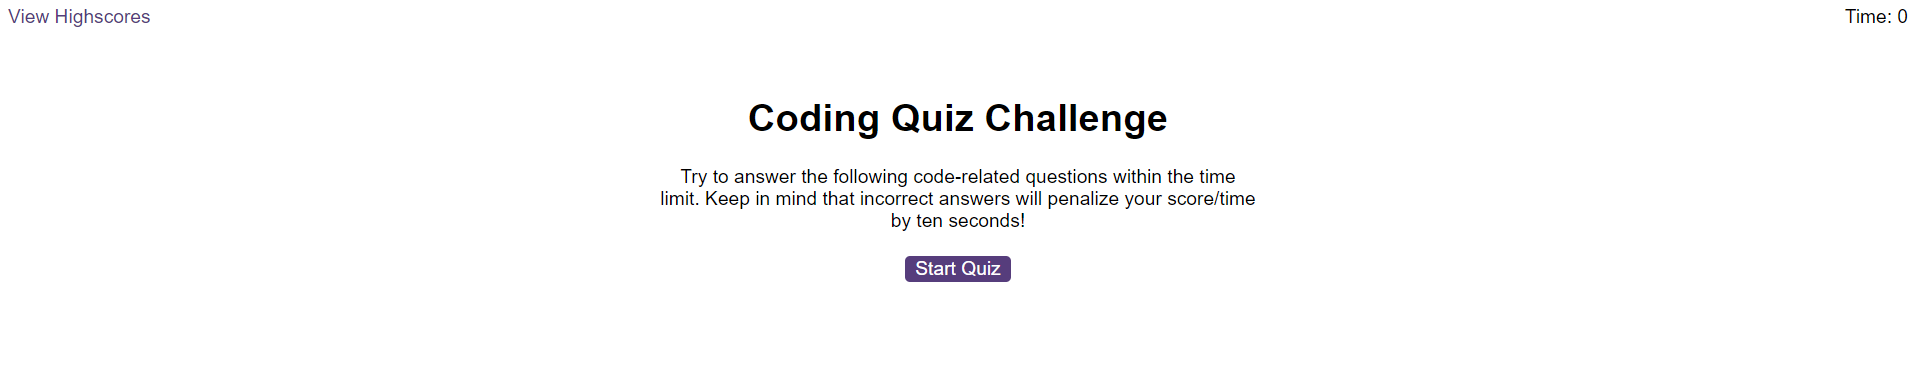 View Highscores
Time: 0
Coding Quiz Challenge
Try to answer the following code-related questions within the time
limit. Keep in mind that incorrect answers will penalize your score/time
by ten seconds!
Start Quiz